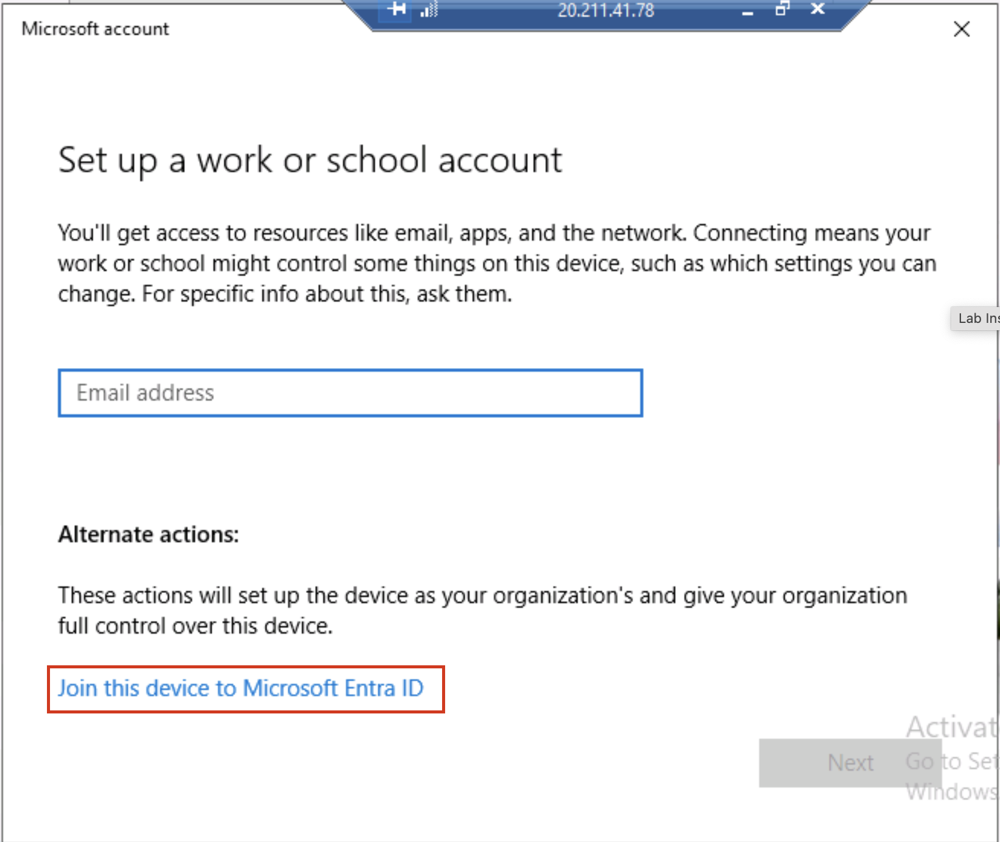 20.211.41.78
Microsoft account
Set up a work or school account
You'll get access to resources like email, apps, and the network. Connecting means your
work or school might control some things on this device, such as which settings you can
change. For specific info about this, ask them.
Lab Ins
Email address
Alternate actions:
These actions will set up the device as your organization's and give your organization
full control over this device.
Join this device to Microsoft Entra ID
Activat
Next
Go to Set
Windows.